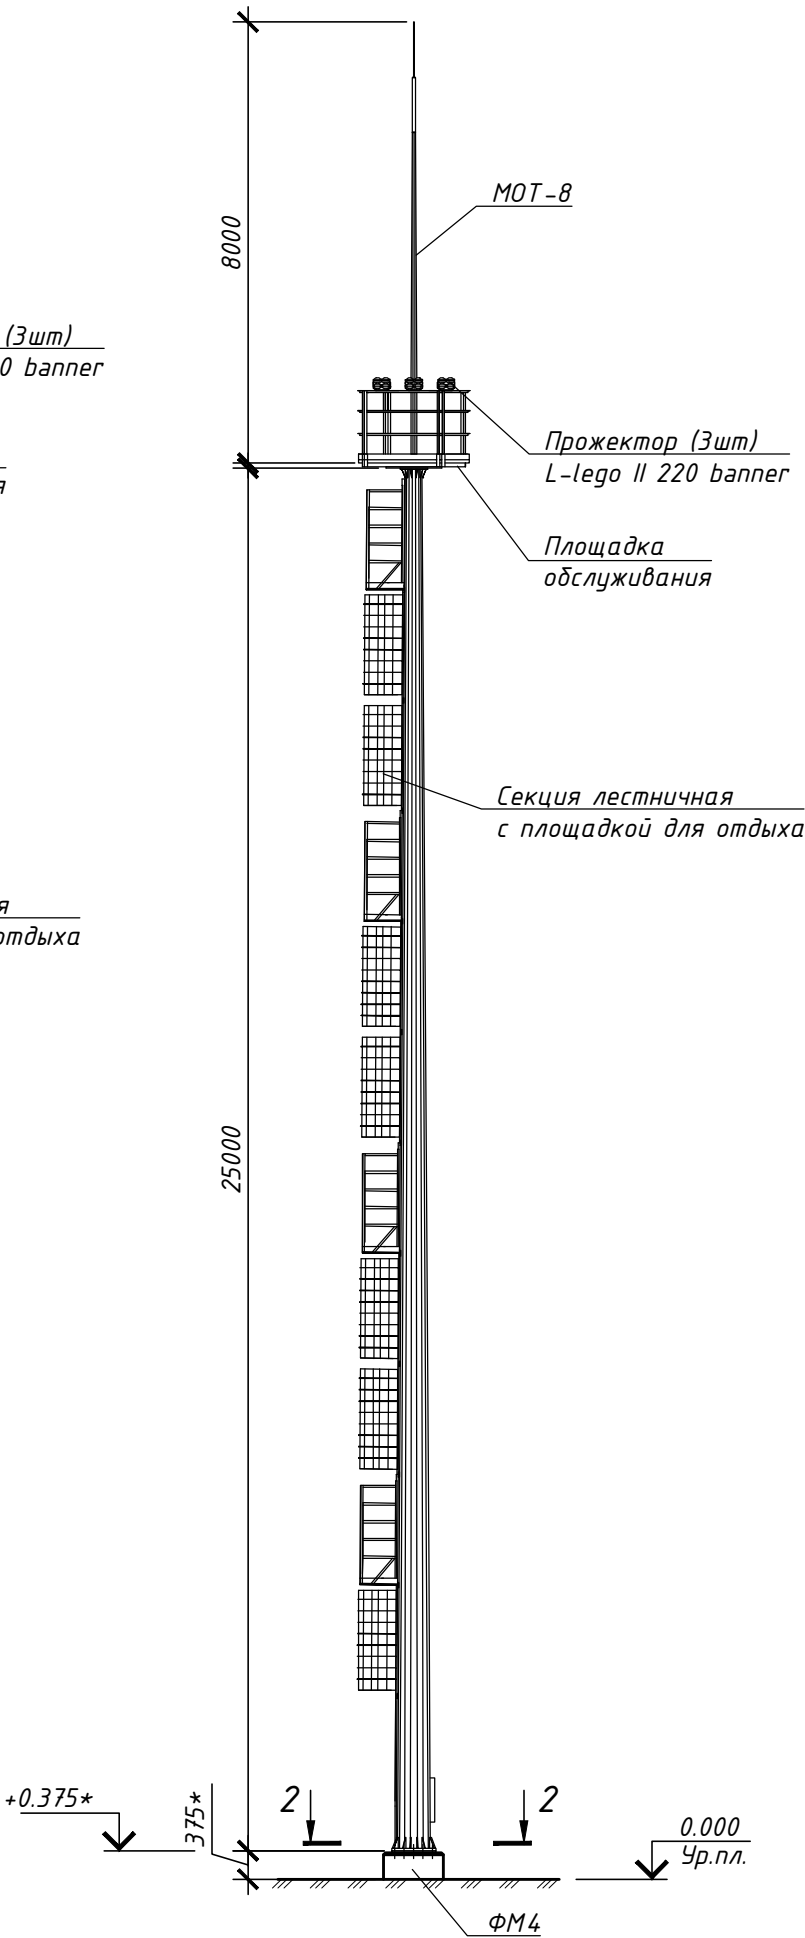 МОТ-8
8000
(3шт)
0 banner
Прожектор (3шт)
L-lego II 220 banner
я
Площадка
обслуживания
Секция лестничная
с площадкой для отдыха
я
отдыха
25000
+0.375*
375*
2
2
0.000
Ур.пл.
ФМ4